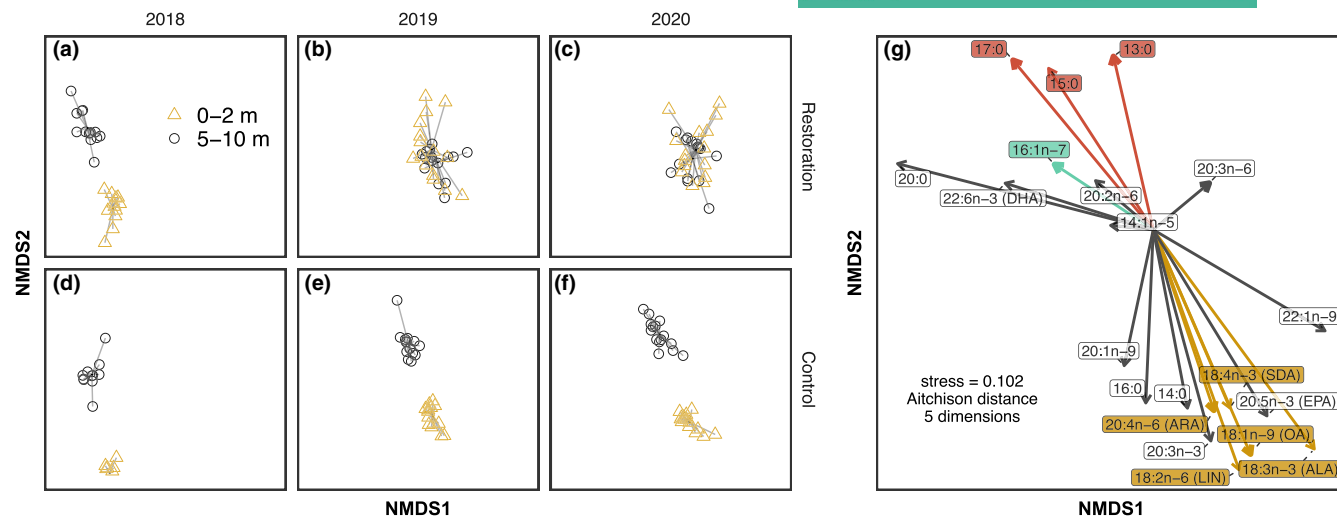 2018
2019
2020
(a)
(b)
(c)
(g)
0–2 m
5–10 m
Restoration
(d)
(e)
(f)
Control
NMDS2
NMDS1
17:0
13:0
15:0
16:1n−7
20:0
20:3n−6
22:6n−3 (DHA)
20:2n−6
14:1n−5
22:1n−9
20:1n−9
18:4n−3 (SDA)
16:0
14:0
20:5n−3 (EPA)
20:4n−6 (ARA)
18:1n−9 (OA)
20:3n−3
18:3n−3 (ALA)
18:2n−6 (LIN)
stress = 0.102
Aitchison distance
5 dimensions
NMDS2
NMDS1